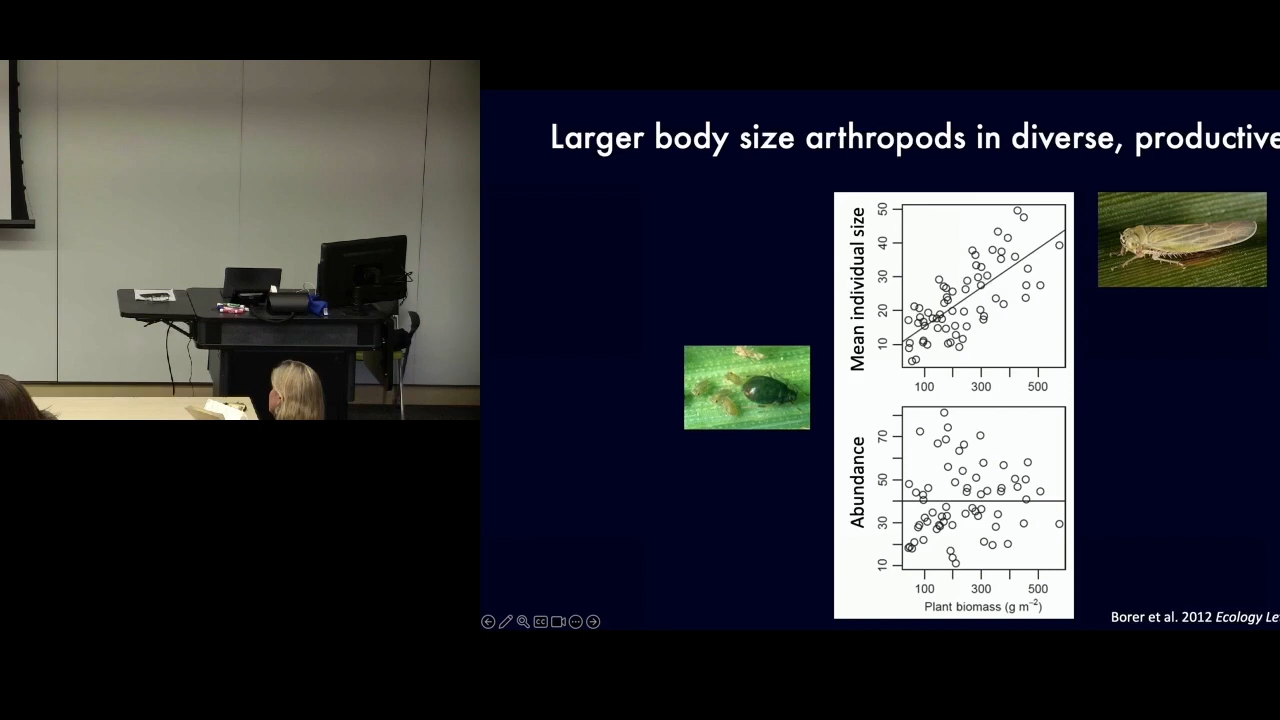 Larger body size arthropods in diverse, productive
Mean individual size
50
40
30
20
10
100
300
500
Abundance
70
50
30
10
100
300
500
Plant biomass (g m⁻²)
Borer et al. 2012 Ecology Le
CC